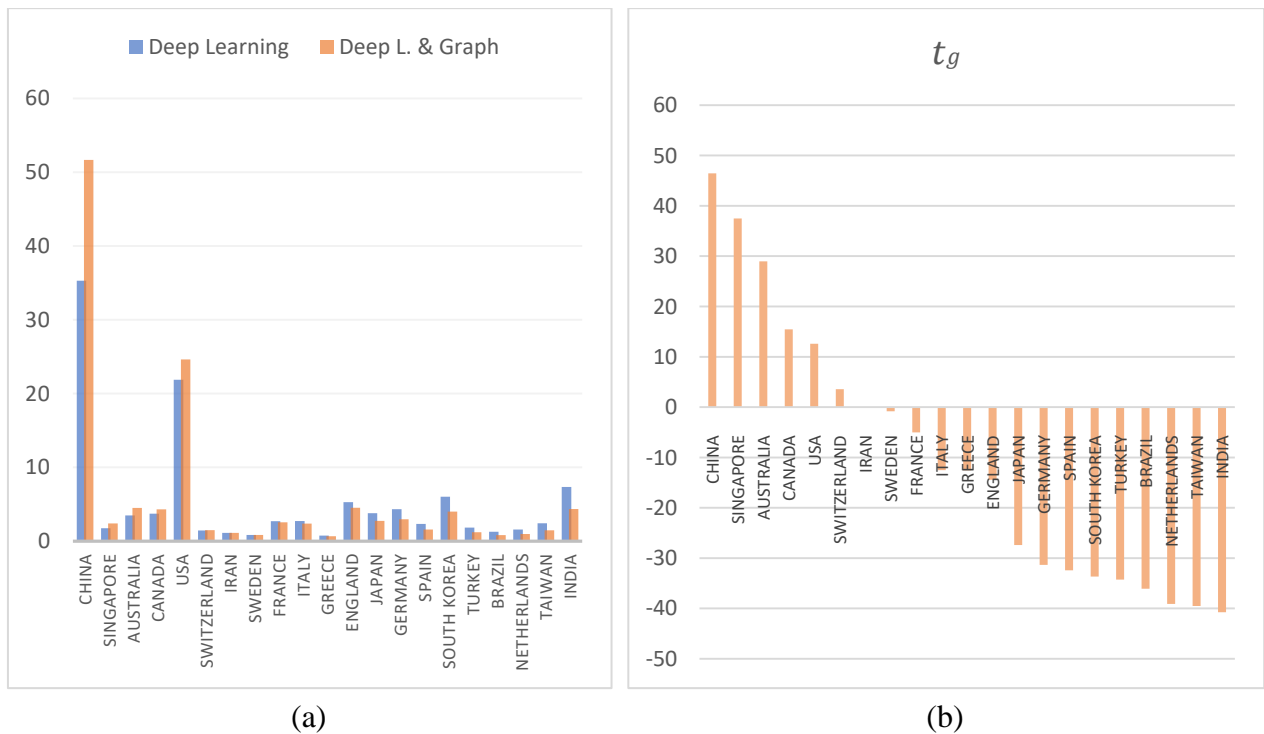 Deep Learning Deep L. & Graph
60
50
40
30
20
10
0
CHINA
SINGAPORE
AUSTRALIA
CANADA
USA
SWITZERLAND
IRAN
SWEDEN
FRANCE
ITALY
GREECE
ENGLAND
JAPAN
GERMANY
SPAIN
SOUTH KOREA
TURKEY
BRAZIL
NETHERLANDS
TAIWAN
INDIA
(a)
t_g
60
50
40
30
20
10
0
-10
-20
-30
-40
-50
CHINA
SINGAPORE
AUSTRALIA
CANADA
USA
SWITZERLAND
IRAN
SWEDEN
FRANCE
ITALY
GREECE
ENGLAND
JAPAN
GERMANY
SPAIN
SOUTH KOREA
TURKEY
BRAZIL
NETHERLANDS
TAIWAN
INDIA
(b)